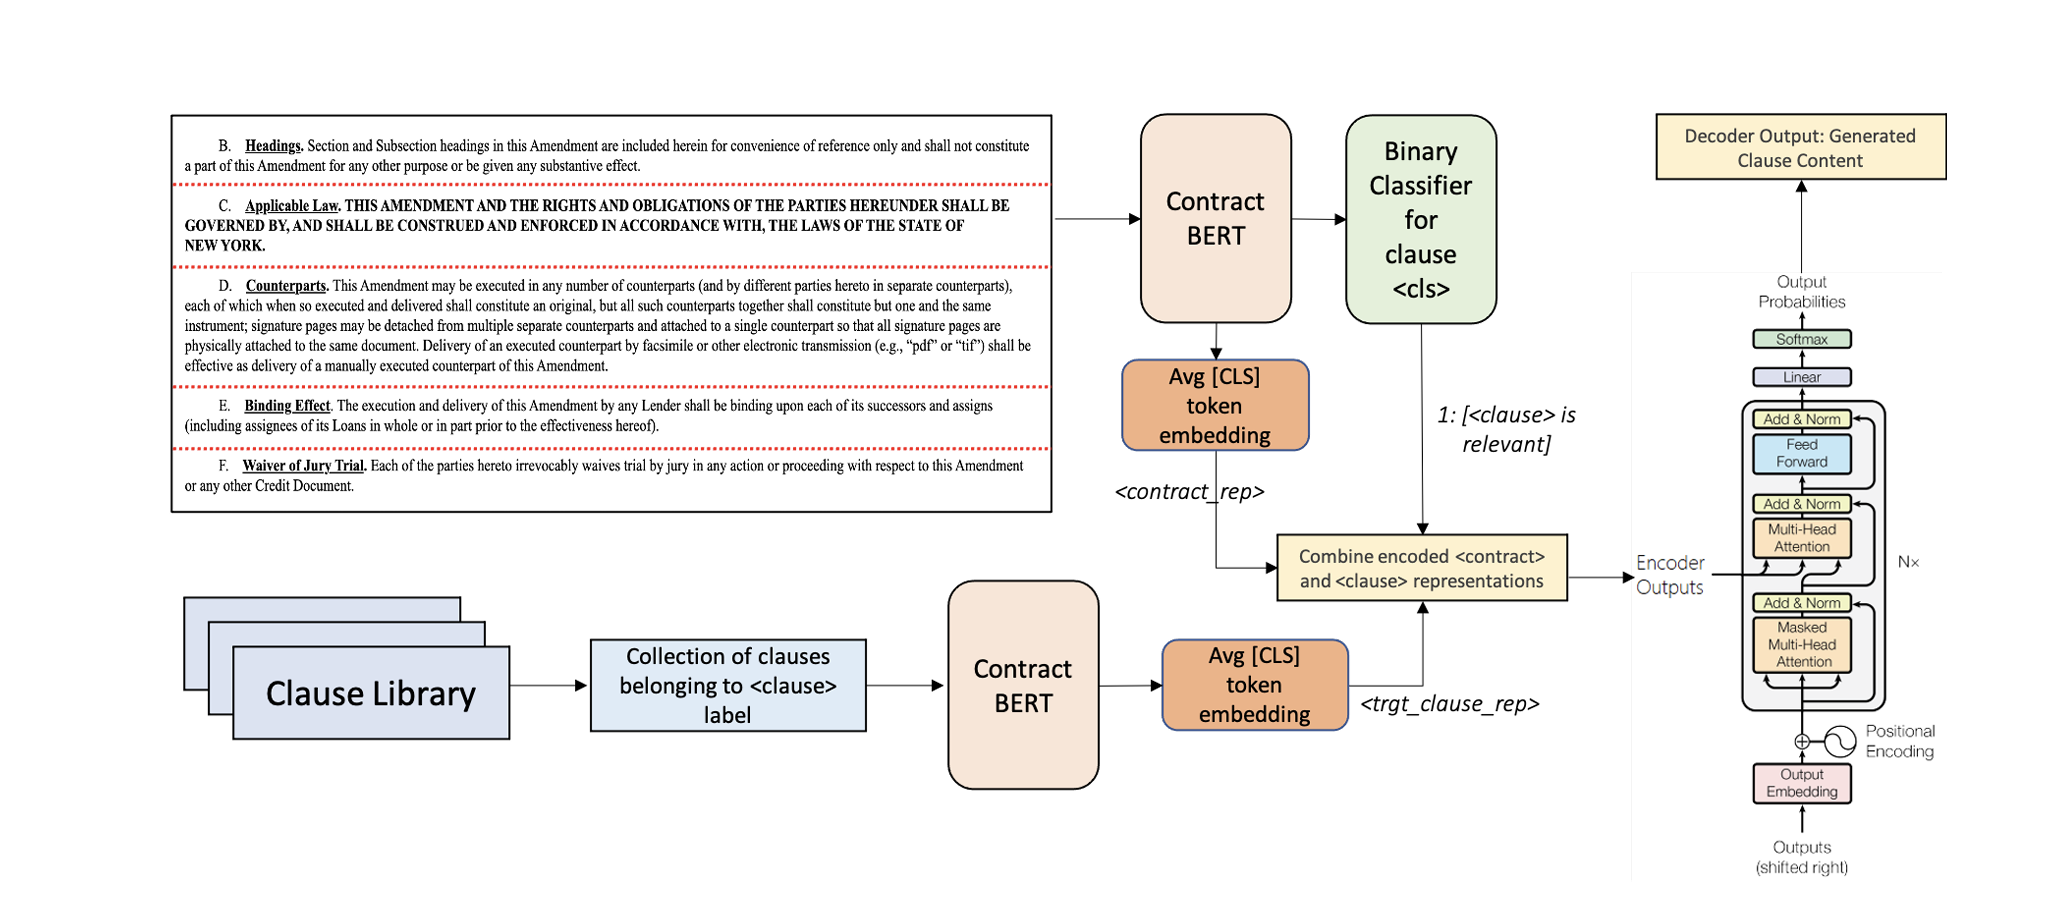 B. Headings. Section and Subsection headings in this Amendment are included herein for convenience of reference only and shall not constitute
a part of this Amendment for any other purpose or be given any substantive effect.
C. Applicable Law. THIS AMENDMENT AND THE RIGHTS AND OBLIGATIONS OF THE PARTIES HEREUNDER SHALL BE
GOVERNED BY, AND SHALL BE CONSTRUED AND ENFORCED IN ACCORDANCE WITH, THE LAWS OF THE STATE OF
NEW YORK.
D. Counterparts. This Amendment may be executed in any number of counterparts (and by different parties hereto in separate counterparts),
each of which when so executed and delivered shall constitute an original, but all such counterparts together shall constitute but one and the same
instrument; signature pages may be detached from multiple separate counterparts and attached to a single counterpart so that all signature pages are
physically attached to the same document. Delivery of an executed counterpart by facsimile or other electronic transmission (e.g., “pdf” or “tif”) shall be
effective as delivery of a manually executed counterpart of this Amendment.
E. Binding Effect. The execution and delivery of this Amendment by any Lender shall be binding upon each of its successors and assigns
(including assignees of its Loans in whole or in part prior to the effectiveness hereof).
F. Waiver of Jury Trial. Each of the parties hereto irrevocably waives trial by jury in any action or proceeding with respect to this Amendment
or any other Credit Document.
Contract
BERT
Binary
Classifier
for
clause
<cls>
Avg [CLS]
token
embedding
<contract_rep>
1: [<clause> is
relevant]
Combine encoded <contract>
and <clause> representations
Clause Library
Collection of clauses
belonging to <clause>
label
Contract
BERT
Avg [CLS]
token
embedding
<trgt_clause_rep>
Decoder Output: Generated
Clause Content
Output
Probabilities
Softmax
Linear
Add & Norm
Feed
Forward
Add & Norm
Multi-Head
Attention
Encoder
Outputs
N×
Add & Norm
Masked
Multi-Head
Attention
Positional
Encoding
Output
Embedding
Outputs
(shifted right)